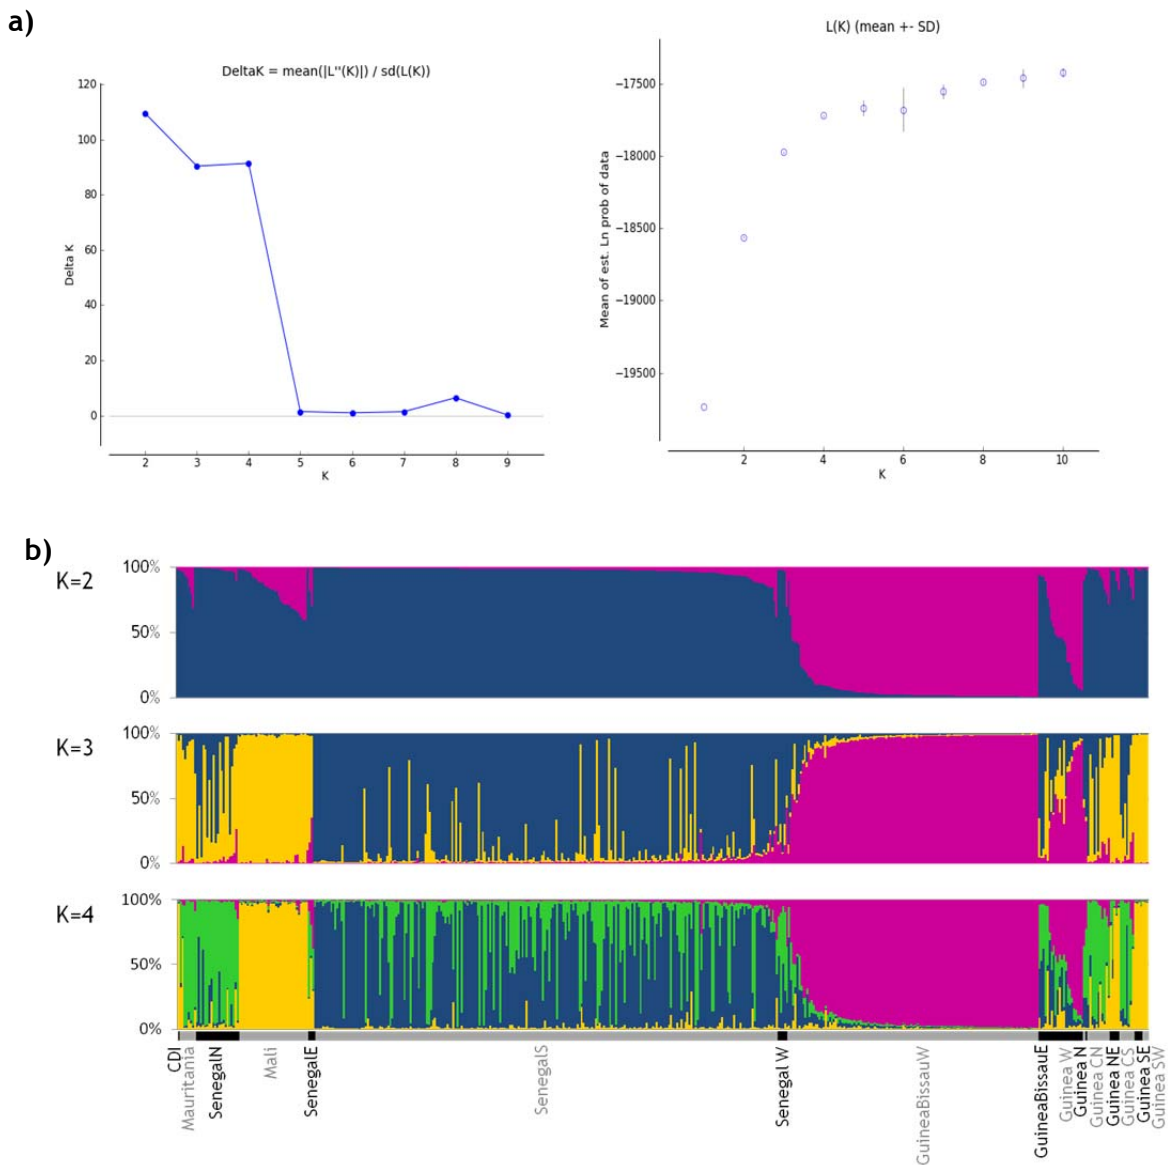 a)
DeltaK = mean(|L''(K)|) / sd(L(K))
120
100
80
60
40
20
0
Delta K
2 3 4 5 6 7 8 9
K
L(K) (mean +- SD)
−17500
−18000
−18500
−19000
−19500
Mean of est. Ln prob of data
2 4 6 8 10
K
b)
K=2
100%
50%
0%
K=3
100%
50%
0%
K=4
100%
50%
0%
CDI
Mauritania
SenegalN
Mali
SenegalE
SenegalS
Senegal W
GuineaBissauW
GuineaBissauE
Guinea W
Guinea N
Guinea CN
Guinea NE
Guinea CS
Guinea SE
Guinea SW